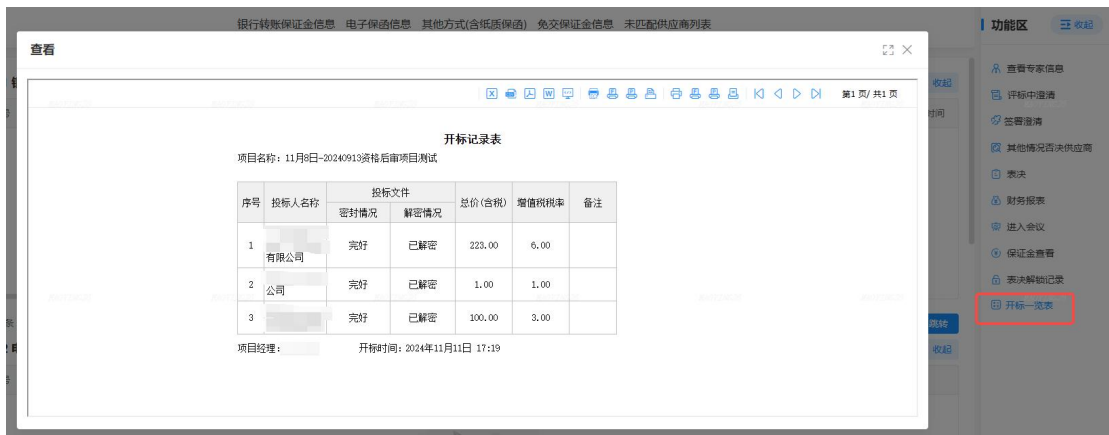 银行转账保证金信息 电子保函信息 其他方式(含纸质保函) 免交保证金信息 未匹配供应商列表
功能区 收起
查看
第1页/共1页
开标记录表
项目名称: 11月8日-20240913资格后审项目测试
序号 投标人名称 投标文件 总价(含税) 增值税税率 备注
密封情况 解密情况
1 有限公司 完好 已解密 223.00 6.00
2 公司 完好 已解密 1.00 1.00
3 完好 已解密 100.00 3.00
项目经理: 开标时间: 2024年11月11日 17:19
收起
时间
跳转
收起
查看专家信息
评标中澄清
签署澄清
其他情况否决供应商
表决
财务报表
进入会议
保证金查看
表决解锁记录
开标一览表